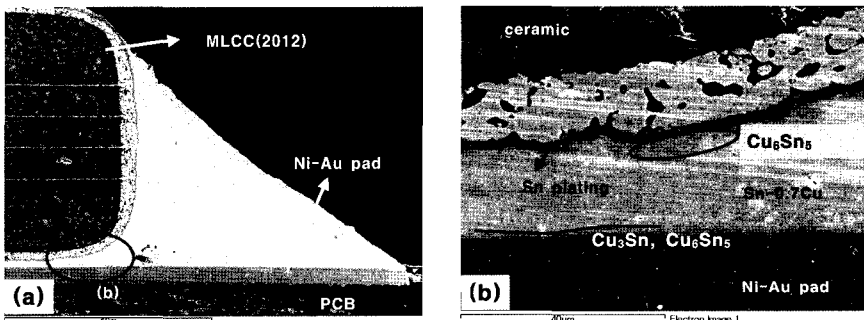 MLCC(2012)
Ni-Au pad
(a)
(b)
PCB
ceramic
Cu₆Sn₅
Sn plating
Sn-0.7Cu
Cu₃Sn, Cu₆Sn₅
Ni-Au pad
(b)
40um
Electron Image 1